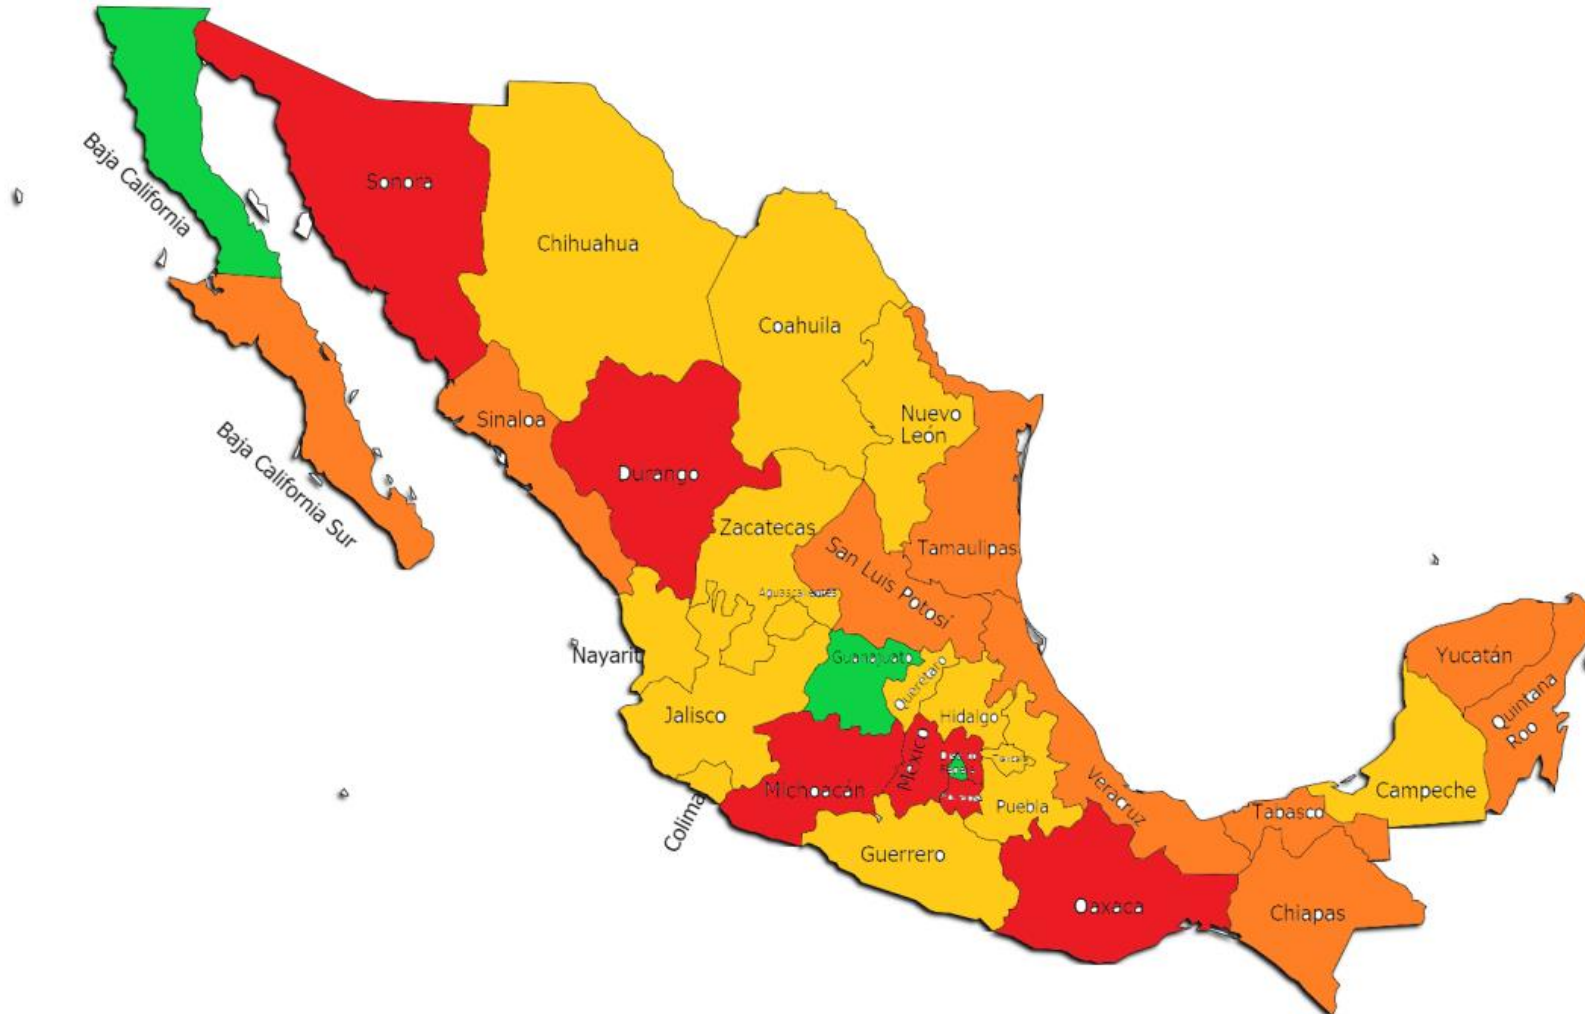 Baja California
Sonora
Chihuahua
Coahuila
Sinaloa
Nuevo
León
Baja California Sur
Durango
Zacatecas
San Luis Potosí
Tamaulipas
Aguascalientes
Nayarit
Guanajuato
Querétaro
Yucatán
Jalisco
Hidalgo
Quintana
Roo
México
Michoacán
Colima
Puebla
Veracruz
Tabasco
Campeche
Guerrero
Oaxaca
Chiapas